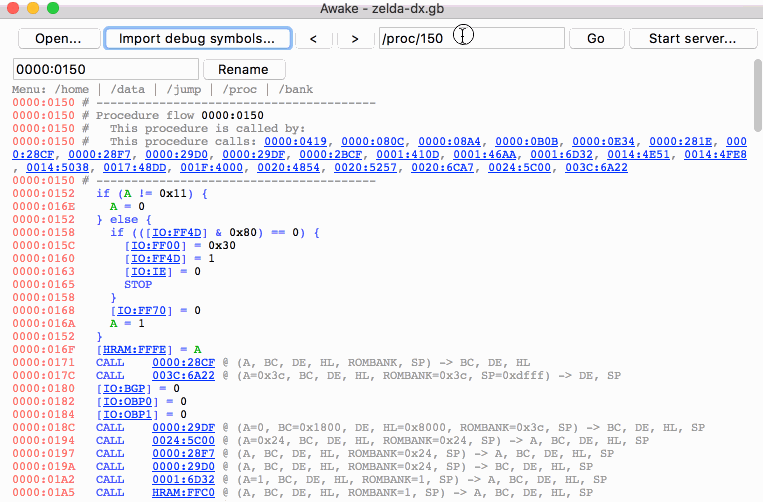 Awake - zelda-dx.gb
Open... Import debug symbols... < > /proc/150 Go Start server...
0000:0150 Rename
Menu: /home | /data | /jump | /proc | /bank
0000:0150 # ----------------------------------------
0000:0150 # Procedure flow 0000:0150
0000:0150 #   This procedure is called by:
0000:0150 #   This procedure calls: 0000:0419, 0000:080C, 0000:08A4, 0000:0B0B, 0000:0E34, 0000:281E, 000
0:28CF, 0000:28F7, 0000:29D0, 0000:29DF, 0000:2BCF, 0001:410D, 0001:46AA, 0001:6D32, 0014:4E51, 0014:4FE8
, 0014:5038, 0017:48DD, 001F:4000, 0020:4854, 0020:5257, 0020:6CA7, 0024:5C00, 003C:6A22
0000:0150 # ----------------------------------------
0000:0152   if (A != 0x11) {
0000:016E     A = 0
0000:0152   } else {
0000:0158     if (([IO:FF4D] & 0x80) == 0) {
0000:015C       [IO:FF00] = 0x30
0000:0160       [IO:FF4D] = 1
0000:0163       [IO:IE] = 0
0000:0165       STOP
0000:0158     }
0000:0168     [IO:FF70] = 0
0000:016A     A = 1
0000:0152   }
0000:016F   [HRAM:FFFE] = A
0000:0171   CALL    0000:28CF @ (A, BC, DE, HL, ROMBANK, SP) -> BC, DE, HL
0000:017C   CALL    003C:6A22 @ (A=0x3c, BC, DE, HL, ROMBANK=0x3c, SP=0xdfff) -> DE, SP
0000:0180   [IO:BGP] = 0
0000:0182   [IO:OBP0] = 0
0000:0184   [IO:OBP1] = 0
0000:018C   CALL    0000:29DF @ (A=0, BC=0x1800, DE, HL=0x8000, ROMBANK=0x3c, SP) -> BC, DE, HL, SP
0000:0194   CALL    0024:5C00 @ (A=0x24, BC, DE, HL, ROMBANK=0x24, SP) -> A, BC, DE, HL, SP
0000:0197   CALL    0000:28F7 @ (A, BC, DE, HL, ROMBANK=0x24, SP) -> A, BC, DE, HL, SP
0000:019A   CALL    0000:29D0 @ (A, BC, DE, HL, ROMBANK=0x24, SP) -> BC, DE, HL, SP
0000:01A2   CALL    0001:6D32 @ (A=1, BC, DE, HL, ROMBANK=1, SP) -> A, BC, DE, HL, SP
0000:01A5   CALL    HRAM:FFC0 @ (A, BC, DE, HL, ROMBANK=1, SP) -> A, BC, DE, HL, SP